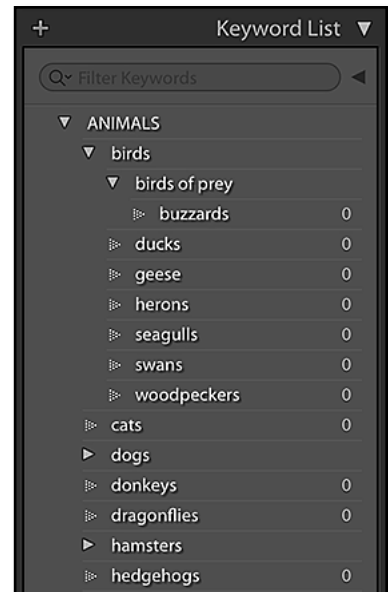 + Keyword List ▼
Filter Keywords
ANIMALS
birds
birds of prey
buzzards 0
ducks 0
geese 0
herons 0
seagulls 0
swans 0
woodpeckers 0
cats 0
dogs
donkeys 0
dragonflies 0
hamsters
hedgehogs 0